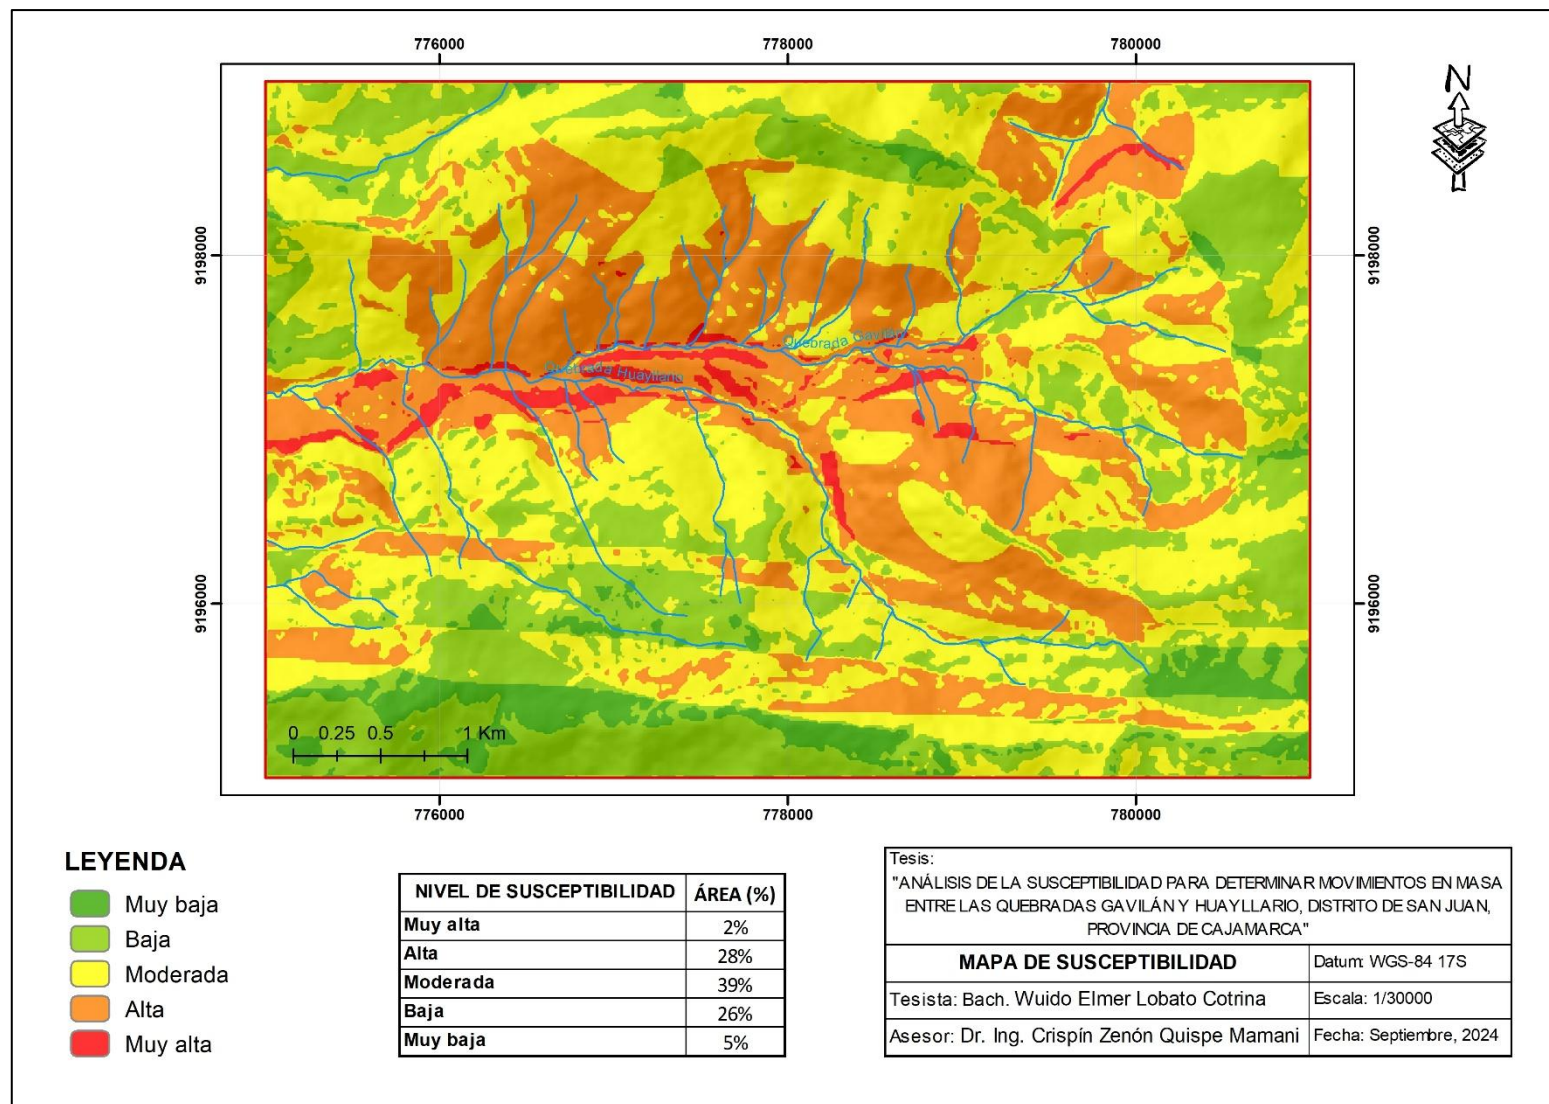 776000
778000
780000
N
9198000
9198000
Quebrada Gavilán
Quebrada Huayllario
9196000
9196000
0 0.25 0.5 1 Km
776000
778000
780000
LEYENDA
Muy baja
Baja
Moderada
Alta
Muy alta
NIVEL DE SUSCEPTIBILIDAD ÁREA (%)
Muy alta 2%
Alta 28%
Moderada 39%
Baja 26%
Muy baja 5%
Tesis:
"ANÁLISIS DE LA SUSCEPTIBILIDAD PARA DETERMINAR MOVIMIENTOS EN MASA
ENTRE LAS QUEBRADAS GAVILÁN Y HUAYLLARIO, DISTRITO DE SAN JUAN,
PROVINCIA DE CAJAMARCA"
MAPA DE SUSCEPTIBILIDAD
Datum: WGS-84 17S
Tesista: Bach. Wuido Elmer Lobato Cotrina
Escala: 1/30000
Asesor: Dr. Ing. Crispín Zenón Quispe Mamani
Fecha: Septiembre, 2024